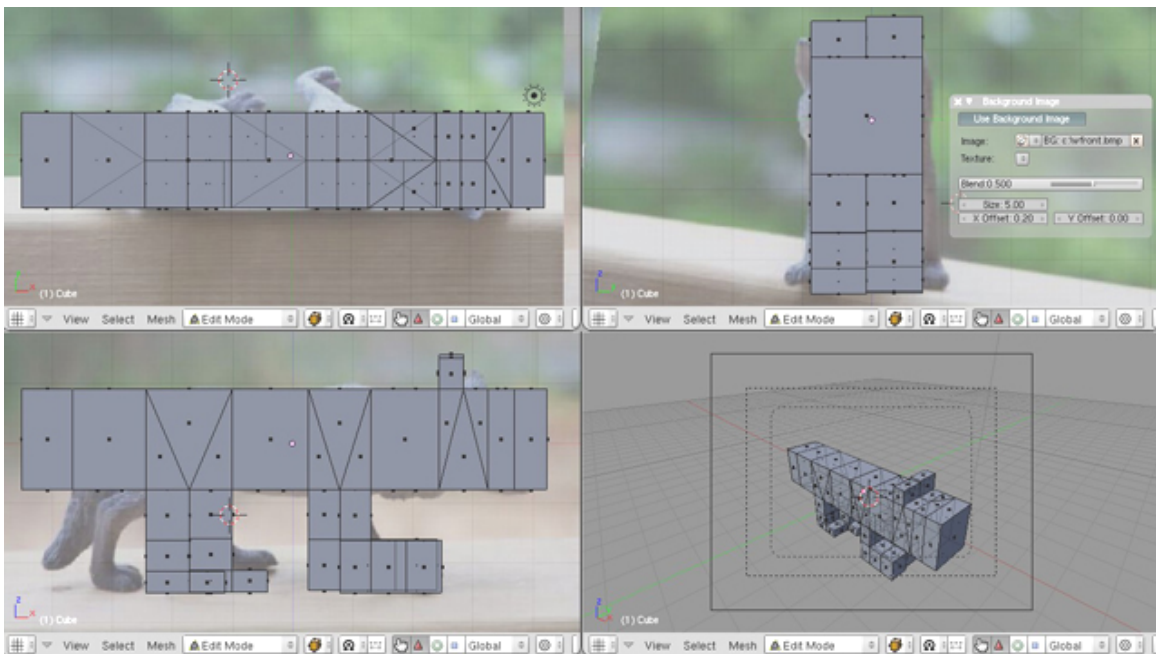 Background Image
Use Background Image
Image: BG: c:\wfront.bmp
Texture:
Blend:0.500
Size: 5.00
X Offset: 0.20 Y Offset: 0.00
z
x
(1) Cube
(1) Cube
View Select Mesh Edit Mode Global
View Select Mesh Edit Mode Global
z
x
(1) Cube
(1) Cube
View Select Mesh Edit Mode Global
View Select Mesh Edit Mode Global